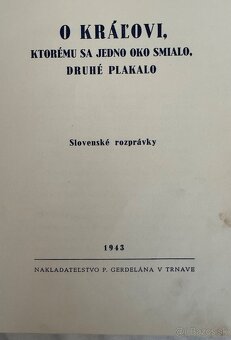 O KRÁĽOVI,
KTORÉMU SA JEDNO OKO SMIALO,
DRUHÉ PLAKALO
Slovenské rozprávky
1943
NAKLADATEĽSTVO P. GERDELÁNA V TRNAVE